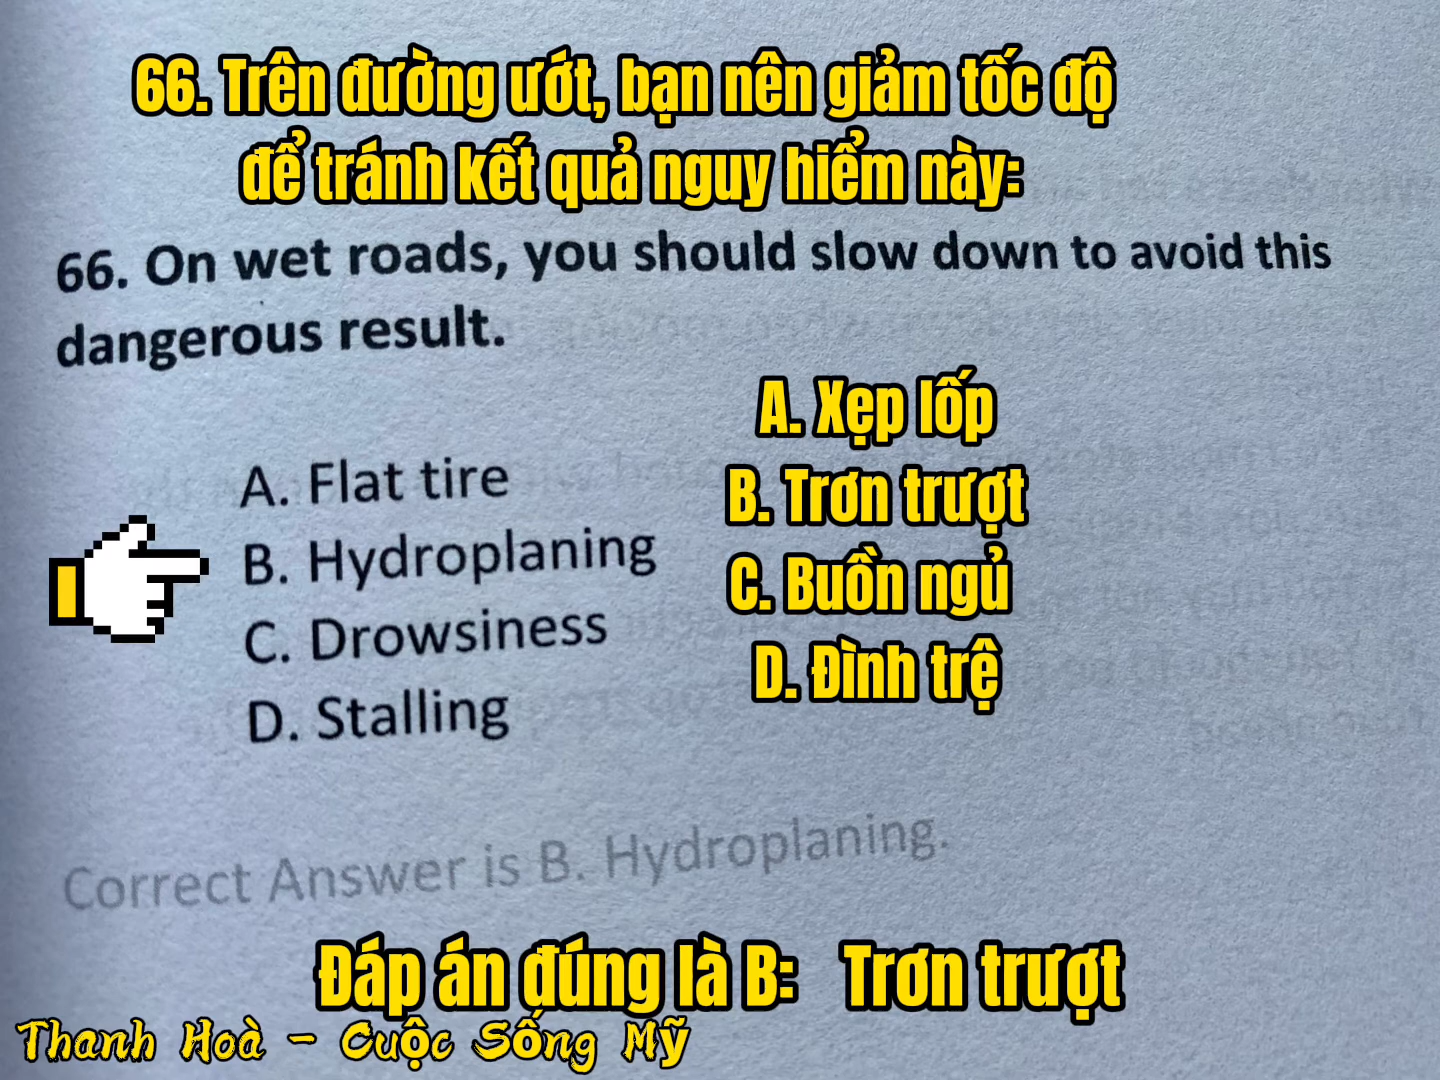 66. Trên đường ướt, bạn nên giảm tốc độ
để tránh kết quả nguy hiểm này:
66. On wet roads, you should slow down to avoid this
dangerous result.
A. Flat tire
B. Hydroplaning
C. Drowsiness
D. Stalling
A. Xẹp lốp
B. Trơn trượt
C. Buồn ngủ
D. Đình trệ
Correct Answer is B. Hydroplaning.
Đáp án đúng là B: Trơn trượt
Thanh Hoà - Cuộc Sống Mỹ